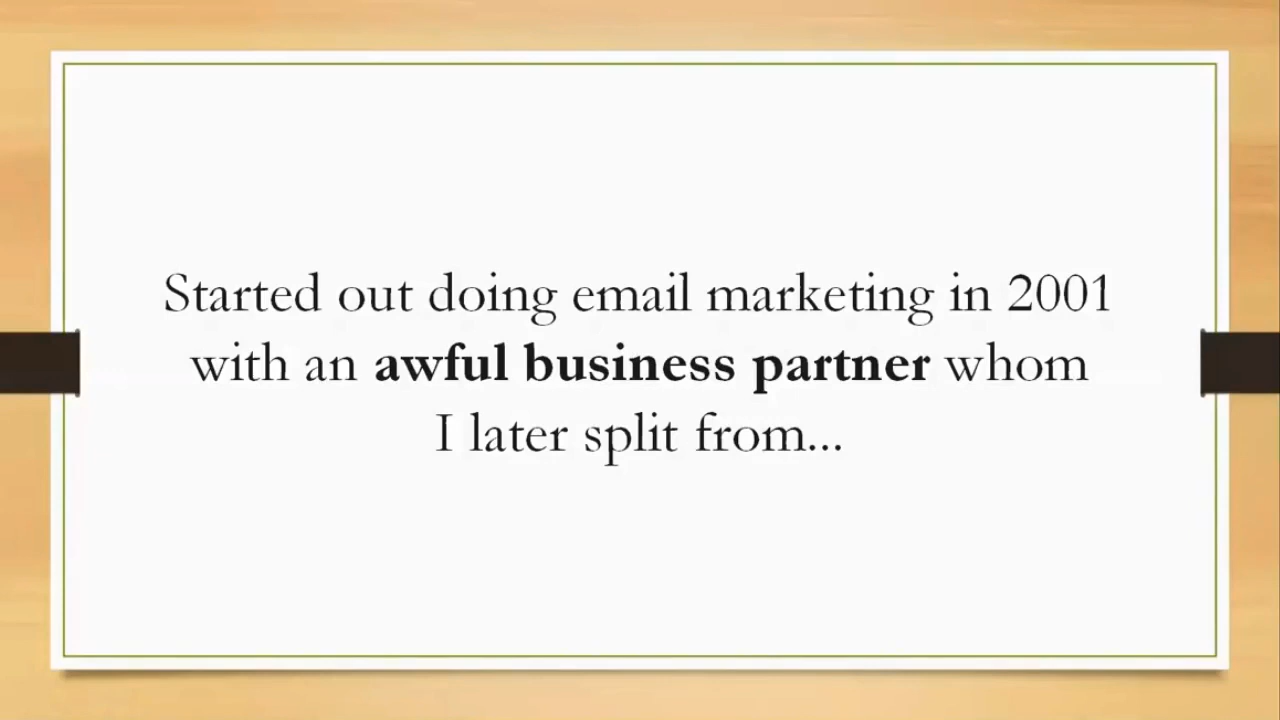 Started out doing email marketing in 2001
with an awful business partner whom
I later split from...